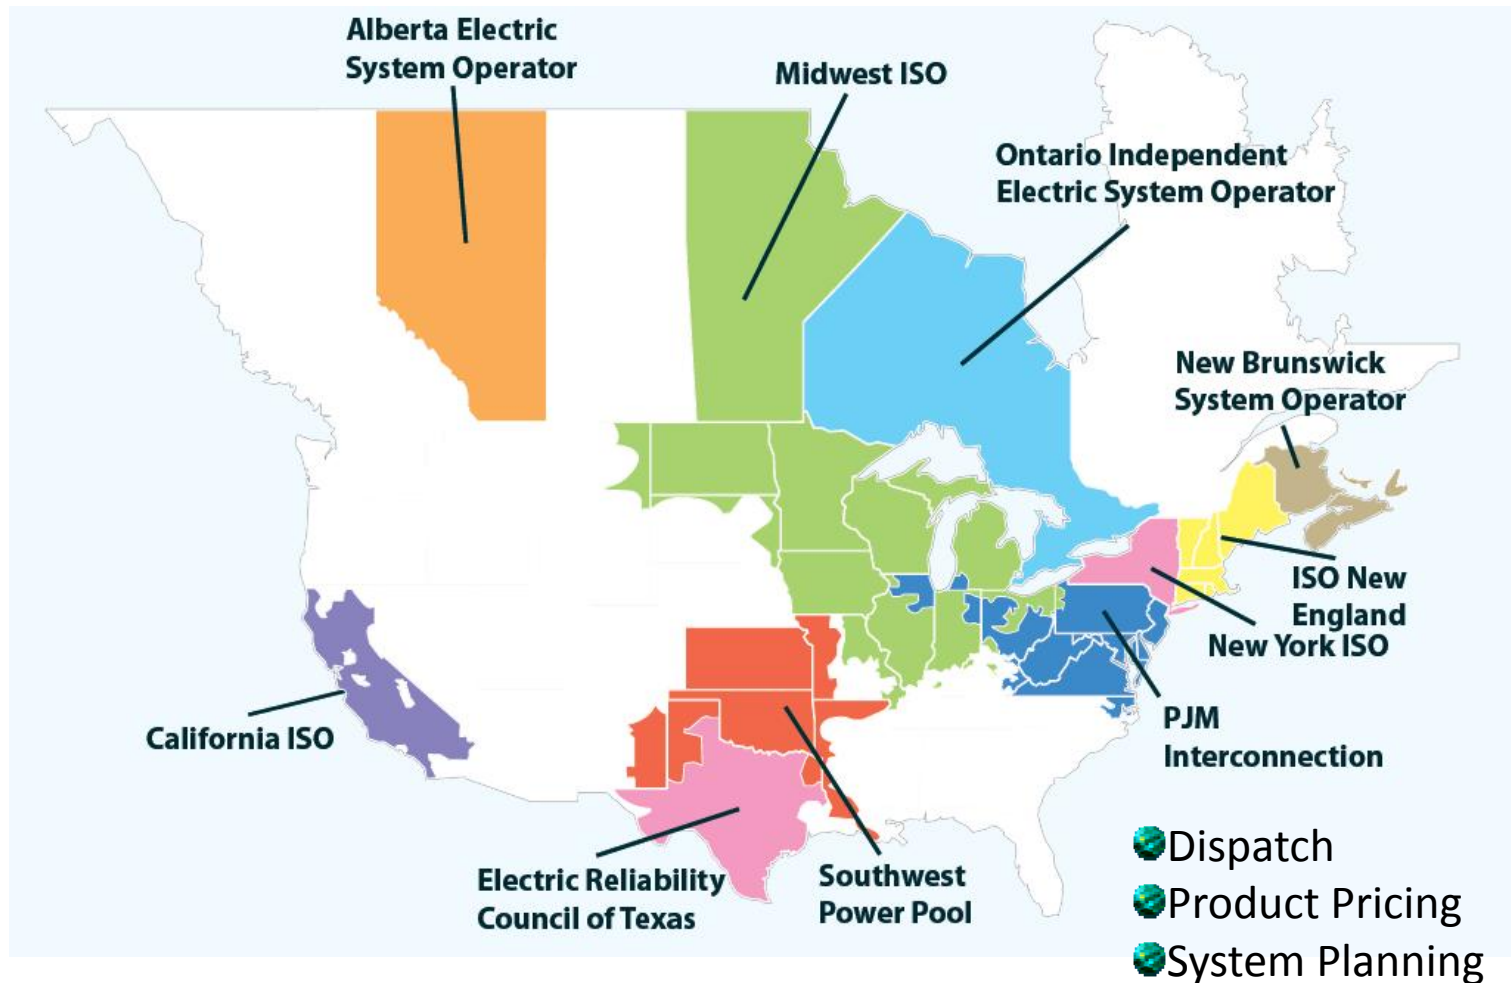 Alberta Electric
System Operator
Midwest ISO
Ontario Independent
Electric System Operator
New Brunswick
System Operator
ISO New
England
New York ISO
PJM
Interconnection
California ISO
Electric Reliability
Council of Texas
Southwest
Power Pool
Dispatch
Product Pricing
System Planning